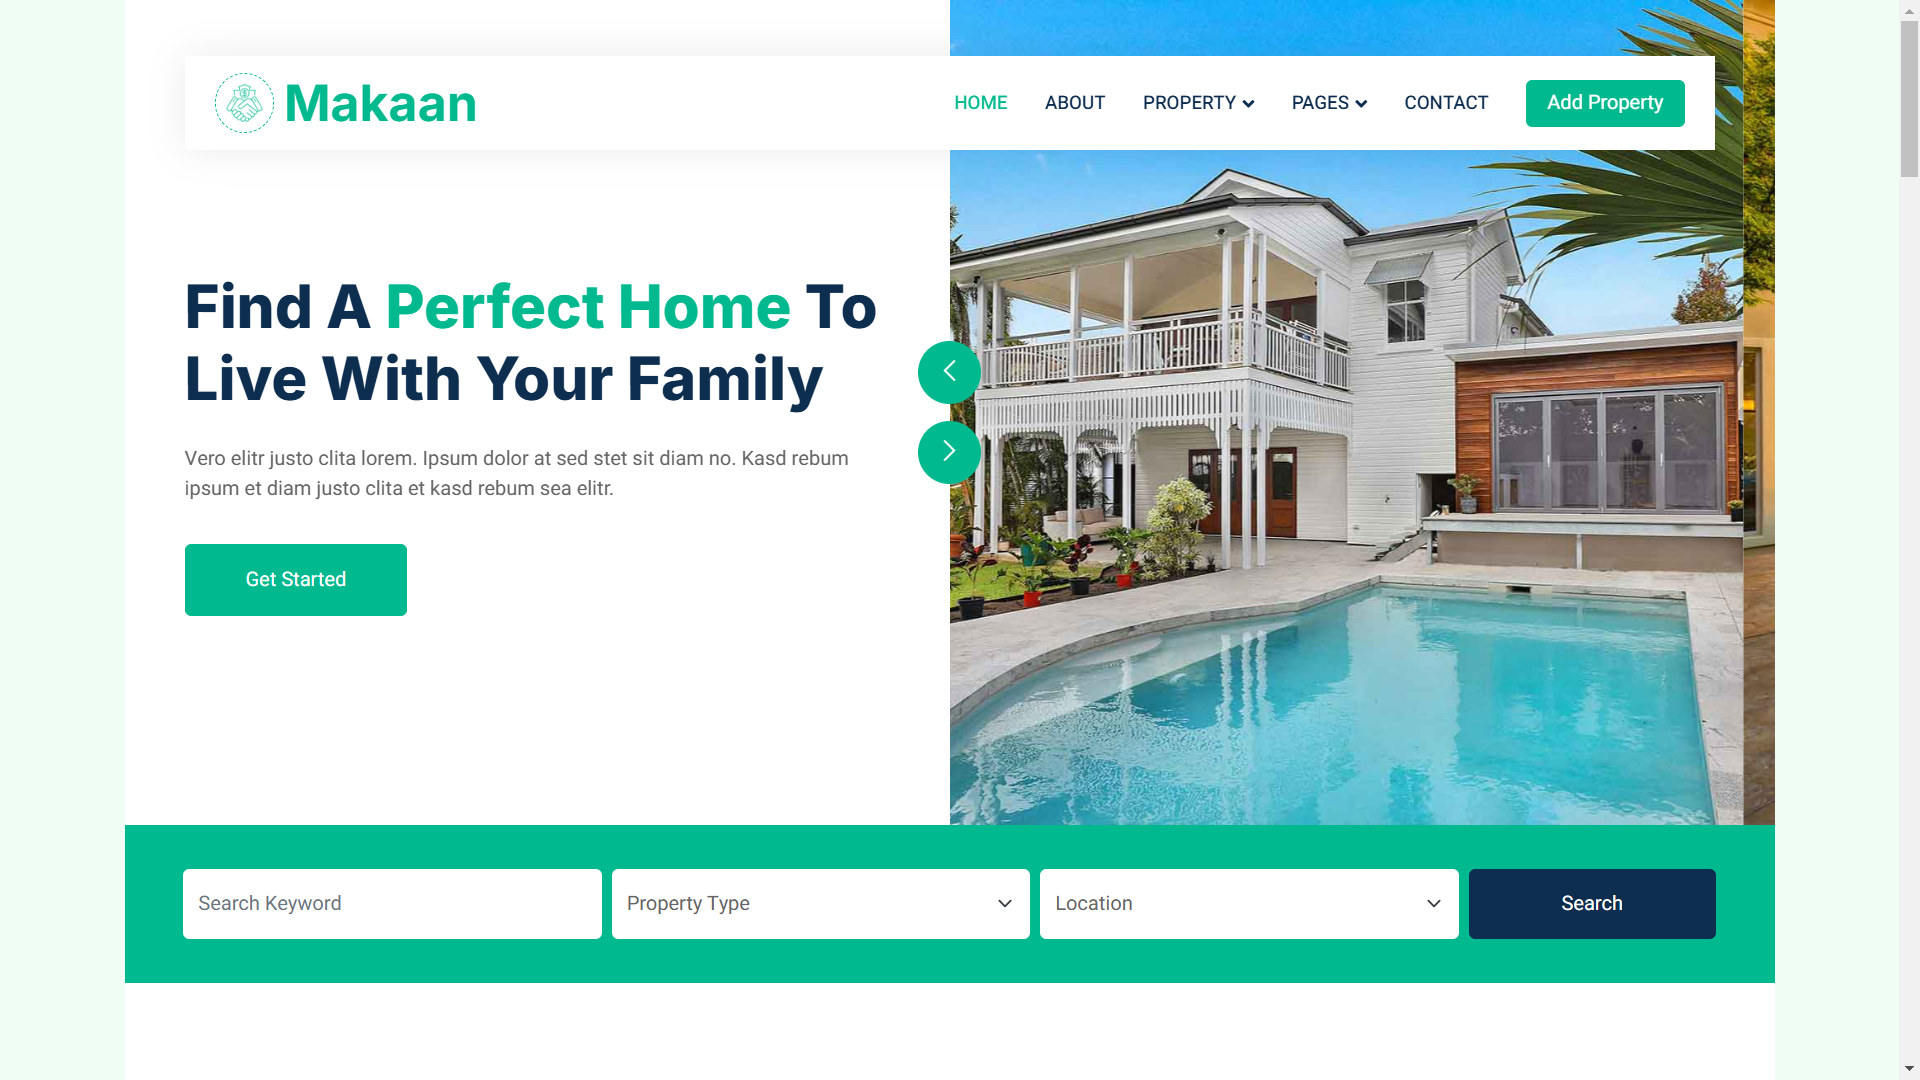 Makaan
HOME ABOUT PROPERTY PAGES CONTACT Add Property
Find A Perfect Home To
Live With Your Family
Vero elitr justo clita lorem. Ipsum dolor at sed stet sit diam no. Kasd rebum
ipsum et diam justo clita et kasd rebum sea elitr.
Get Started
Search Keyword Property Type Location Search